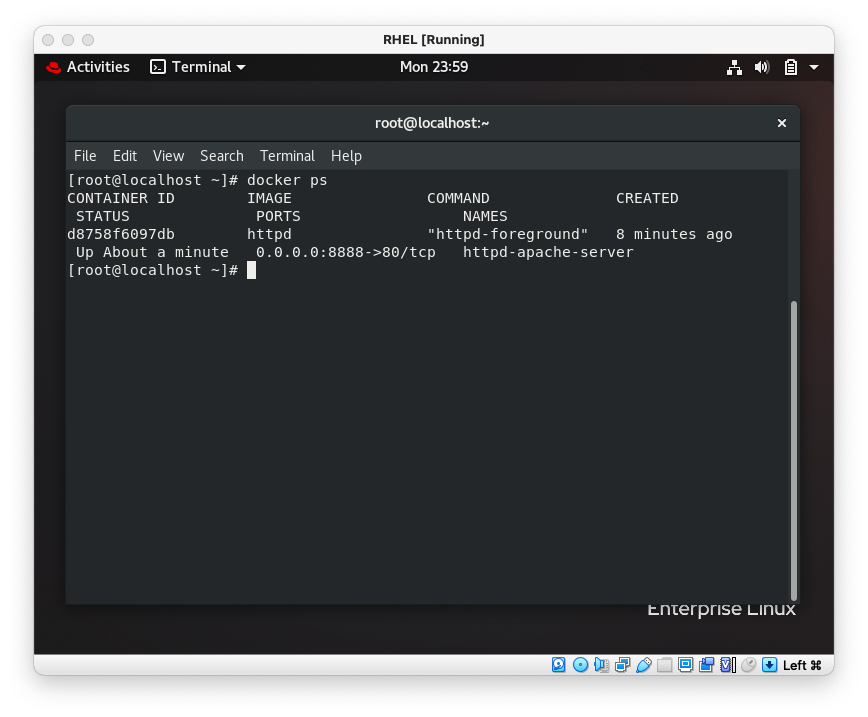 RHEL [Running]
Activities Terminal Mon 23:59
root@localhost:~
File Edit View Search Terminal Help
[root@localhost ~]# docker ps
CONTAINER ID IMAGE COMMAND CREATED
STATUS PORTS NAMES
d8758f6097db httpd "httpd-foreground" 8 minutes ago
Up About a minute 0.0.0.0:8888->80/tcp httpd-apache-server
[root@localhost ~]#
Enterprise Linux
Left ⌘